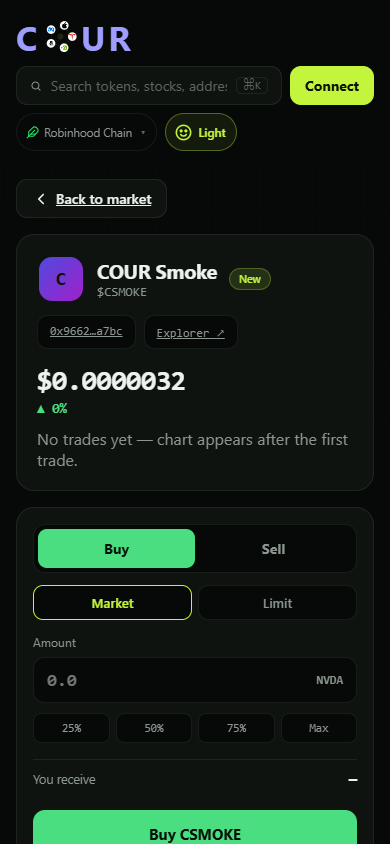 C UR
Search tokens, stocks, addres ⌘K
Connect
Robinhood Chain
Light
Back to market
C
COUR Smoke
New
$CSMOKE
0x9662…a7bc
Explorer ↗
$0.0000032
▲ 0%
No trades yet — chart appears after the first
trade.
Buy
Sell
Market
Limit
Amount
0.0
NVDA
25%
50%
75%
Max
You receive
—
Buy CSMOKE